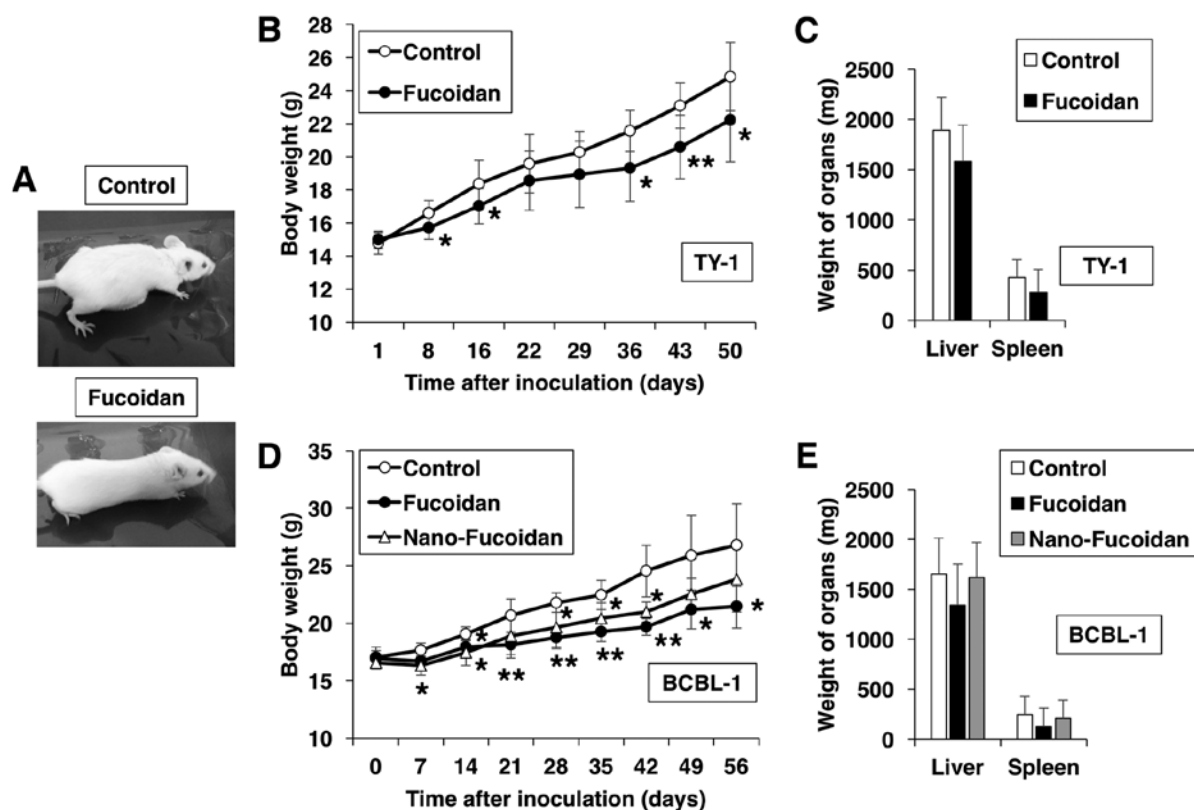 A
Control
Fucoidan
B
Control
Fucoidan
Body weight (g)
26
24
22
20
18
16
14
12
10
*
*
*
**
*
TY-1
1 8 16 22 29 36 43 50
Time after inoculation (days)
C
Control
Fucoidan
Weight of organs (mg)
2500
2000
1500
1000
500
0
TY-1
Liver Spleen
D
Control
Fucoidan
Nano-Fucoidan
Body weight (g)
35
30
25
20
15
10
*
*
*
*
*
*
**
**
**
**
*
*
BCBL-1
0 7 14 21 28 35 42 49 56
Time after inoculation (days)
E
Control
Fucoidan
Nano-Fucoidan
Weight of organs (mg)
2500
2000
1500
1000
500
0
BCBL-1
Liver Spleen